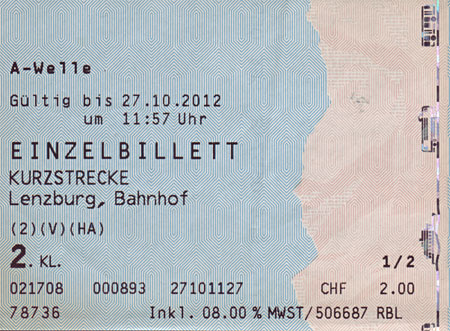 A-Welle
Gültig bis 27.10.2012
um 11:57 Uhr
EINZELBILLETT
KURZSTRECKE
Lenzburg, Bahnhof
(2)(V)(HA)
2. KL. 1/2
021708 000893 27101127 CHF 2.00
78736 Inkl. 08.00 % MWST/506687 RBL